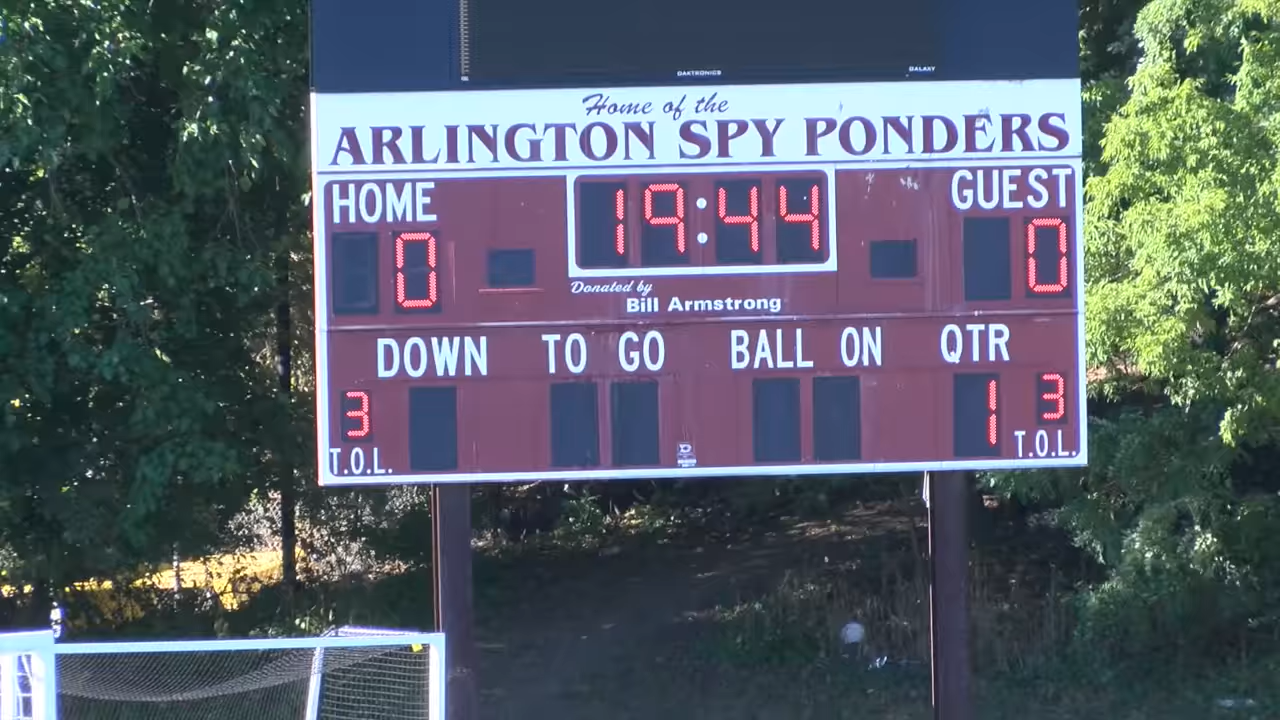 DAKTRONICS GALAXY
Home of the
ARLINGTON SPY PONDERS
HOME 19:44 GUEST
0 0
Donated by
Bill Armstrong
DOWN TO GO BALL ON QTR
3 1 3
T.O.L. T.O.L.